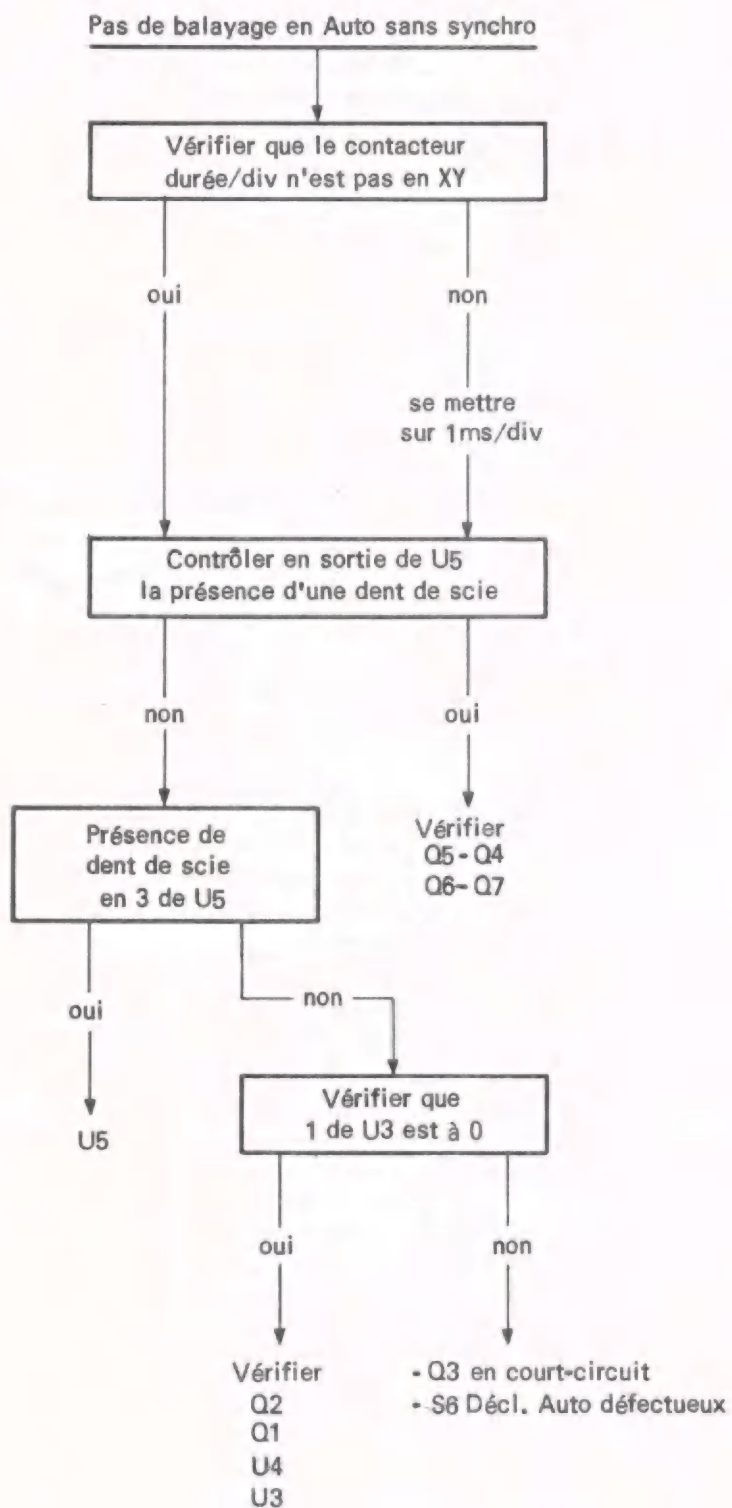 Pas de balayage en Auto sans synchro
Vérifier que le contacteur
durée/div n'est pas en XY
oui
non
se mettre
sur 1ms/div
Contrôler en sortie de U5
la présence d'une dent de scie
non
oui
Présence de
dent de scie
en 3 de U5
Vérifier
Q5-Q4
Q6-Q7
oui
non
U5
Vérifier que
1 de U3 est à 0
oui
non
Vérifier
Q2
Q1
U4
U3
- Q3 en court-circuit
- S6 Décl. Auto défectueux